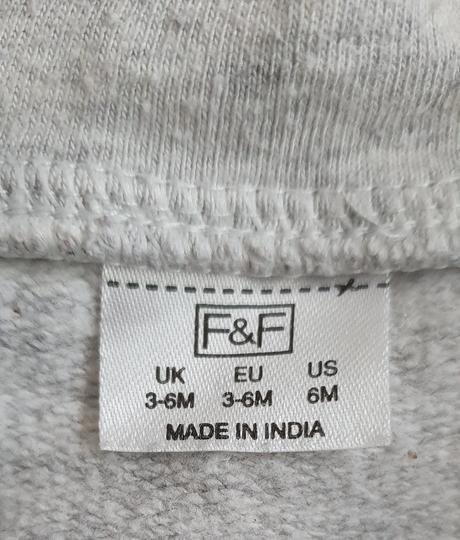 F&F
UK EU US
3-6M 3-6M 6M
MADE IN INDIA